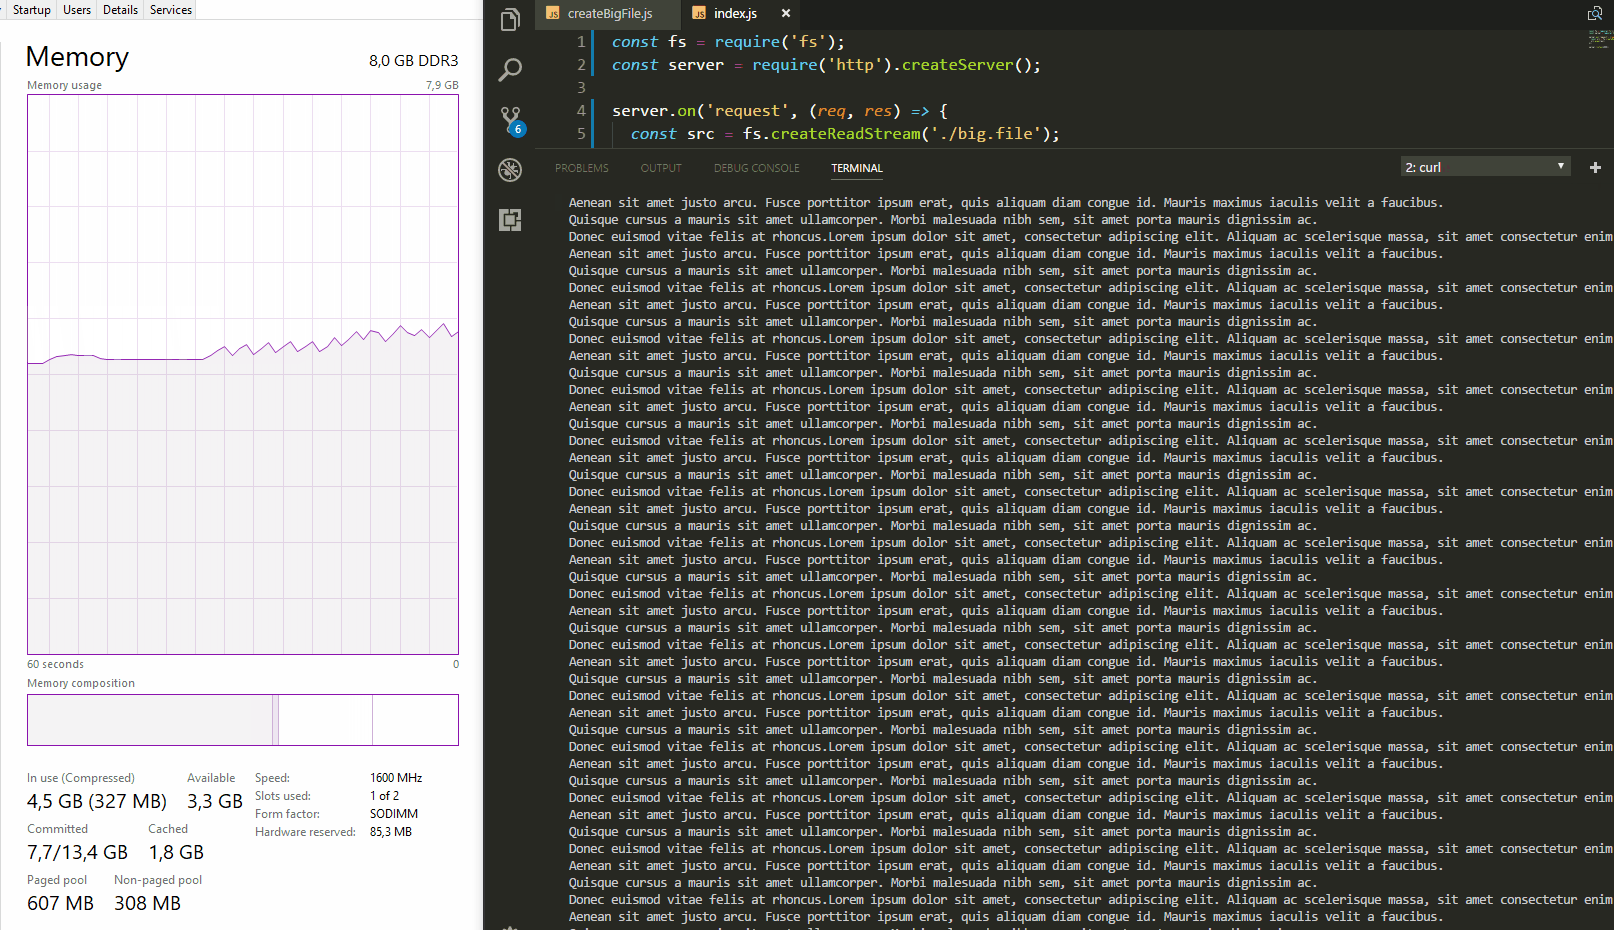 Startup Users Details Services
Memory 8,0 GB DDR3
Memory usage 7,9 GB
60 seconds 0
Memory composition
In use (Compressed) Available
4,5 GB (327 MB) 3,3 GB
Committed Cached
7,7/13,4 GB 1,8 GB
Paged pool Non-paged pool
607 MB 308 MB
Speed: 1600 MHz
Slots used: 1 of 2
Form factor: SODIMM
Hardware reserved: 85,3 MB
6
JS createBigFile.js JS index.js ×
1 const fs = require('fs');
2 const server = require('http').createServer();
3
4 server.on('request', (req, res) => {
5 const src = fs.createReadStream('./big.file');
PROBLEMS OUTPUT DEBUG CONSOLE TERMINAL 2: curl +
Aenean sit amet justo arcu. Fusce porttitor ipsum erat, quis aliquam diam congue id. Mauris maximus iaculis velit a faucibus.
Quisque cursus a mauris sit amet ullamcorper. Morbi malesuada nibh sem, sit amet porta mauris dignissim ac.
Donec euismod vitae felis at rhoncus.Lorem ipsum dolor sit amet, consectetur adipiscing elit. Aliquam ac scelerisque massa, sit amet consectetur enim
Aenean sit amet justo arcu. Fusce porttitor ipsum erat, quis aliquam diam congue id. Mauris maximus iaculis velit a faucibus.
Quisque cursus a mauris sit amet ullamcorper. Morbi malesuada nibh sem, sit amet porta mauris dignissim ac.
Donec euismod vitae felis at rhoncus.Lorem ipsum dolor sit amet, consectetur adipiscing elit. Aliquam ac scelerisque massa, sit amet consectetur enim
Aenean sit amet justo arcu. Fusce porttitor ipsum erat, quis aliquam diam congue id. Mauris maximus iaculis velit a faucibus.
Quisque cursus a mauris sit amet ullamcorper. Morbi malesuada nibh sem, sit amet porta mauris dignissim ac.
Donec euismod vitae felis at rhoncus.Lorem ipsum dolor sit amet, consectetur adipiscing elit. Aliquam ac scelerisque massa, sit amet consectetur enim
Aenean sit amet justo arcu. Fusce porttitor ipsum erat, quis aliquam diam congue id. Mauris maximus iaculis velit a faucibus.
Quisque cursus a mauris sit amet ullamcorper. Morbi malesuada nibh sem, sit amet porta mauris dignissim ac.
Donec euismod vitae felis at rhoncus.Lorem ipsum dolor sit amet, consectetur adipiscing elit. Aliquam ac scelerisque massa, sit amet consectetur enim
Aenean sit amet justo arcu. Fusce porttitor ipsum erat, quis aliquam diam congue id. Mauris maximus iaculis velit a faucibus.
Quisque cursus a mauris sit amet ullamcorper. Morbi malesuada nibh sem, sit amet porta mauris dignissim ac.
Donec euismod vitae felis at rhoncus.Lorem ipsum dolor sit amet, consectetur adipiscing elit. Aliquam ac scelerisque massa, sit amet consectetur enim
Aenean sit amet justo arcu. Fusce porttitor ipsum erat, quis aliquam diam congue id. Mauris maximus iaculis velit a faucibus.
Quisque cursus a mauris sit amet ullamcorper. Morbi malesuada nibh sem, sit amet porta mauris dignissim ac.
Donec euismod vitae felis at rhoncus.Lorem ipsum dolor sit amet, consectetur adipiscing elit. Aliquam ac scelerisque massa, sit amet consectetur enim
Aenean sit amet justo arcu. Fusce porttitor ipsum erat, quis aliquam diam congue id. Mauris maximus iaculis velit a faucibus.
Quisque cursus a mauris sit amet ullamcorper. Morbi malesuada nibh sem, sit amet porta mauris dignissim ac.
Donec euismod vitae felis at rhoncus.Lorem ipsum dolor sit amet, consectetur adipiscing elit. Aliquam ac scelerisque massa, sit amet consectetur enim
Aenean sit amet justo arcu. Fusce porttitor ipsum erat, quis aliquam diam congue id. Mauris maximus iaculis velit a faucibus.
Quisque cursus a mauris sit amet ullamcorper. Morbi malesuada nibh sem, sit amet porta mauris dignissim ac.
Donec euismod vitae felis at rhoncus.Lorem ipsum dolor sit amet, consectetur adipiscing elit. Aliquam ac scelerisque massa, sit amet consectetur enim
Aenean sit amet justo arcu. Fusce porttitor ipsum erat, quis aliquam diam congue id. Mauris maximus iaculis velit a faucibus.
Quisque cursus a mauris sit amet ullamcorper. Morbi malesuada nibh sem, sit amet porta mauris dignissim ac.
Donec euismod vitae felis at rhoncus.Lorem ipsum dolor sit amet, consectetur adipiscing elit. Aliquam ac scelerisque massa, sit amet consectetur enim
Aenean sit amet justo arcu. Fusce porttitor ipsum erat, quis aliquam diam congue id. Mauris maximus iaculis velit a faucibus.
Quisque cursus a mauris sit amet ullamcorper. Morbi malesuada nibh sem, sit amet porta mauris dignissim ac.
Donec euismod vitae felis at rhoncus.Lorem ipsum dolor sit amet, consectetur adipiscing elit. Aliquam ac scelerisque massa, sit amet consectetur enim
Aenean sit amet justo arcu. Fusce porttitor ipsum erat, quis aliquam diam congue id. Mauris maximus iaculis velit a faucibus.
Quisque cursus a mauris sit amet ullamcorper. Morbi malesuada nibh sem, sit amet porta mauris dignissim ac.
Donec euismod vitae felis at rhoncus.Lorem ipsum dolor sit amet, consectetur adipiscing elit. Aliquam ac scelerisque massa, sit amet consectetur enim
Aenean sit amet justo arcu. Fusce porttitor ipsum erat, quis aliquam diam congue id. Mauris maximus iaculis velit a faucibus.
Quisque cursus a mauris sit amet ullamcorper. Morbi malesuada nibh sem, sit amet porta mauris dignissim ac.
Donec euismod vitae felis at rhoncus.Lorem ipsum dolor sit amet, consectetur adipiscing elit. Aliquam ac scelerisque massa, sit amet consectetur enim
Aenean sit amet justo arcu. Fusce porttitor ipsum erat, quis aliquam diam congue id. Mauris maximus iaculis velit a faucibus.
Quisque cursus a mauris sit amet ullamcorper. Morbi malesuada nibh sem, sit amet porta mauris dignissim ac.
Donec euismod vitae felis at rhoncus.Lorem ipsum dolor sit amet, consectetur adipiscing elit. Aliquam ac scelerisque massa, sit amet consectetur enim
Aenean sit amet justo arcu. Fusce porttitor ipsum erat, quis aliquam diam congue id. Mauris maximus iaculis velit a faucibus.
Quisque cursus a mauris sit amet ullamcorper. Morbi malesuada nibh sem, sit amet porta mauris dignissim ac.
Donec euismod vitae felis at rhoncus.Lorem ipsum dolor sit amet, consectetur adipiscing elit. Aliquam ac scelerisque massa, sit amet consectetur enim
Aenean sit amet justo arcu. Fusce porttitor ipsum erat, quis aliquam diam congue id. Mauris maximus iaculis velit a faucibus.